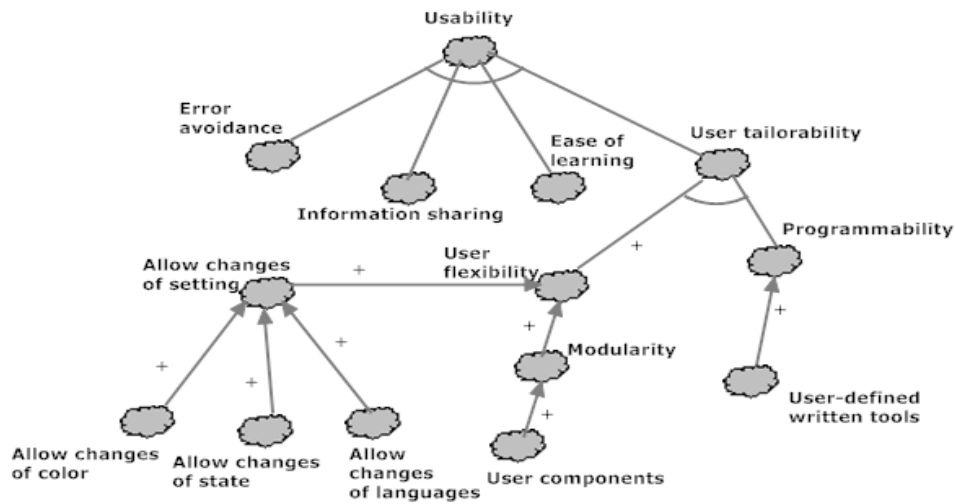 Usability
Error
avoidance
Ease of
learning
User tailorability
Information sharing
Programmability
Allow changes
of setting
+
User
flexibility
+
+
Modularity
+
+
+
+
+
User-defined
written tools
Allow changes
of color
Allow changes
of state
Allow
changes
of languages
User components